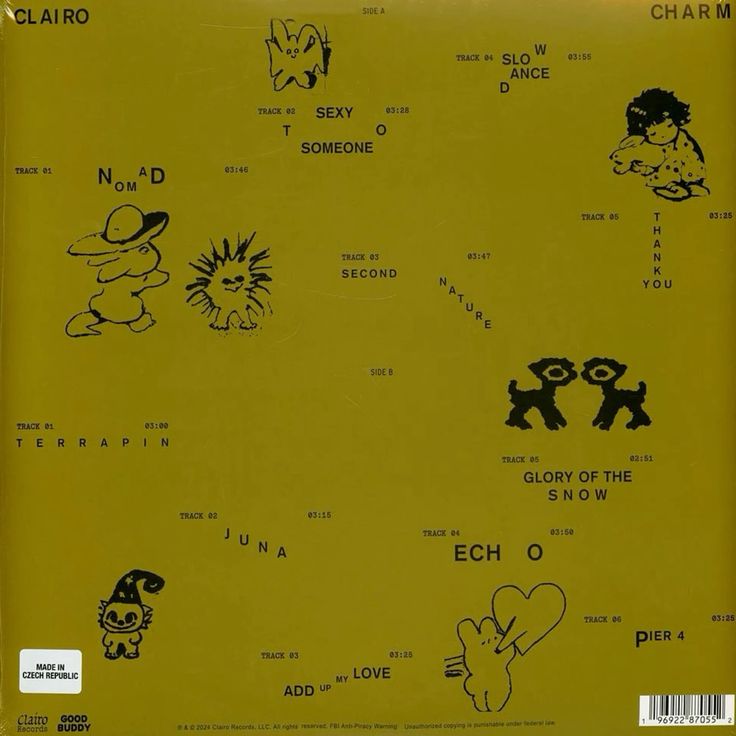 CLAIRO
SIDE A
CHARM
TRACK 01 03:46
NOMAD
TRACK 02 03:28
SEXY
TO
SOMEONE
TRACK 03 03:47
SECOND
NATURE
TRACK 04 03:55
SLOW
DANCE
TRACK 05 03:25
THANK
YOU
SIDE B
TRACK 01 03:00
TERRAPIN
TRACK 02 03:15
JUNA
TRACK 03 03:25
ADD UP MY LOVE
TRACK 04 03:50
ECHO
TRACK 05 02:51
GLORY OF THE
SNOW
TRACK 06 03:25
PIER 4
MADE IN
CZECH REPUBLIC
Clairo
Records
GOOD
BUDDY
℗ & © 2024 Clairo Records, LLC. All rights reserved. FBI Anti-Piracy Warning Unauthorized copying is punishable under federal law.
1 96922 87055 2